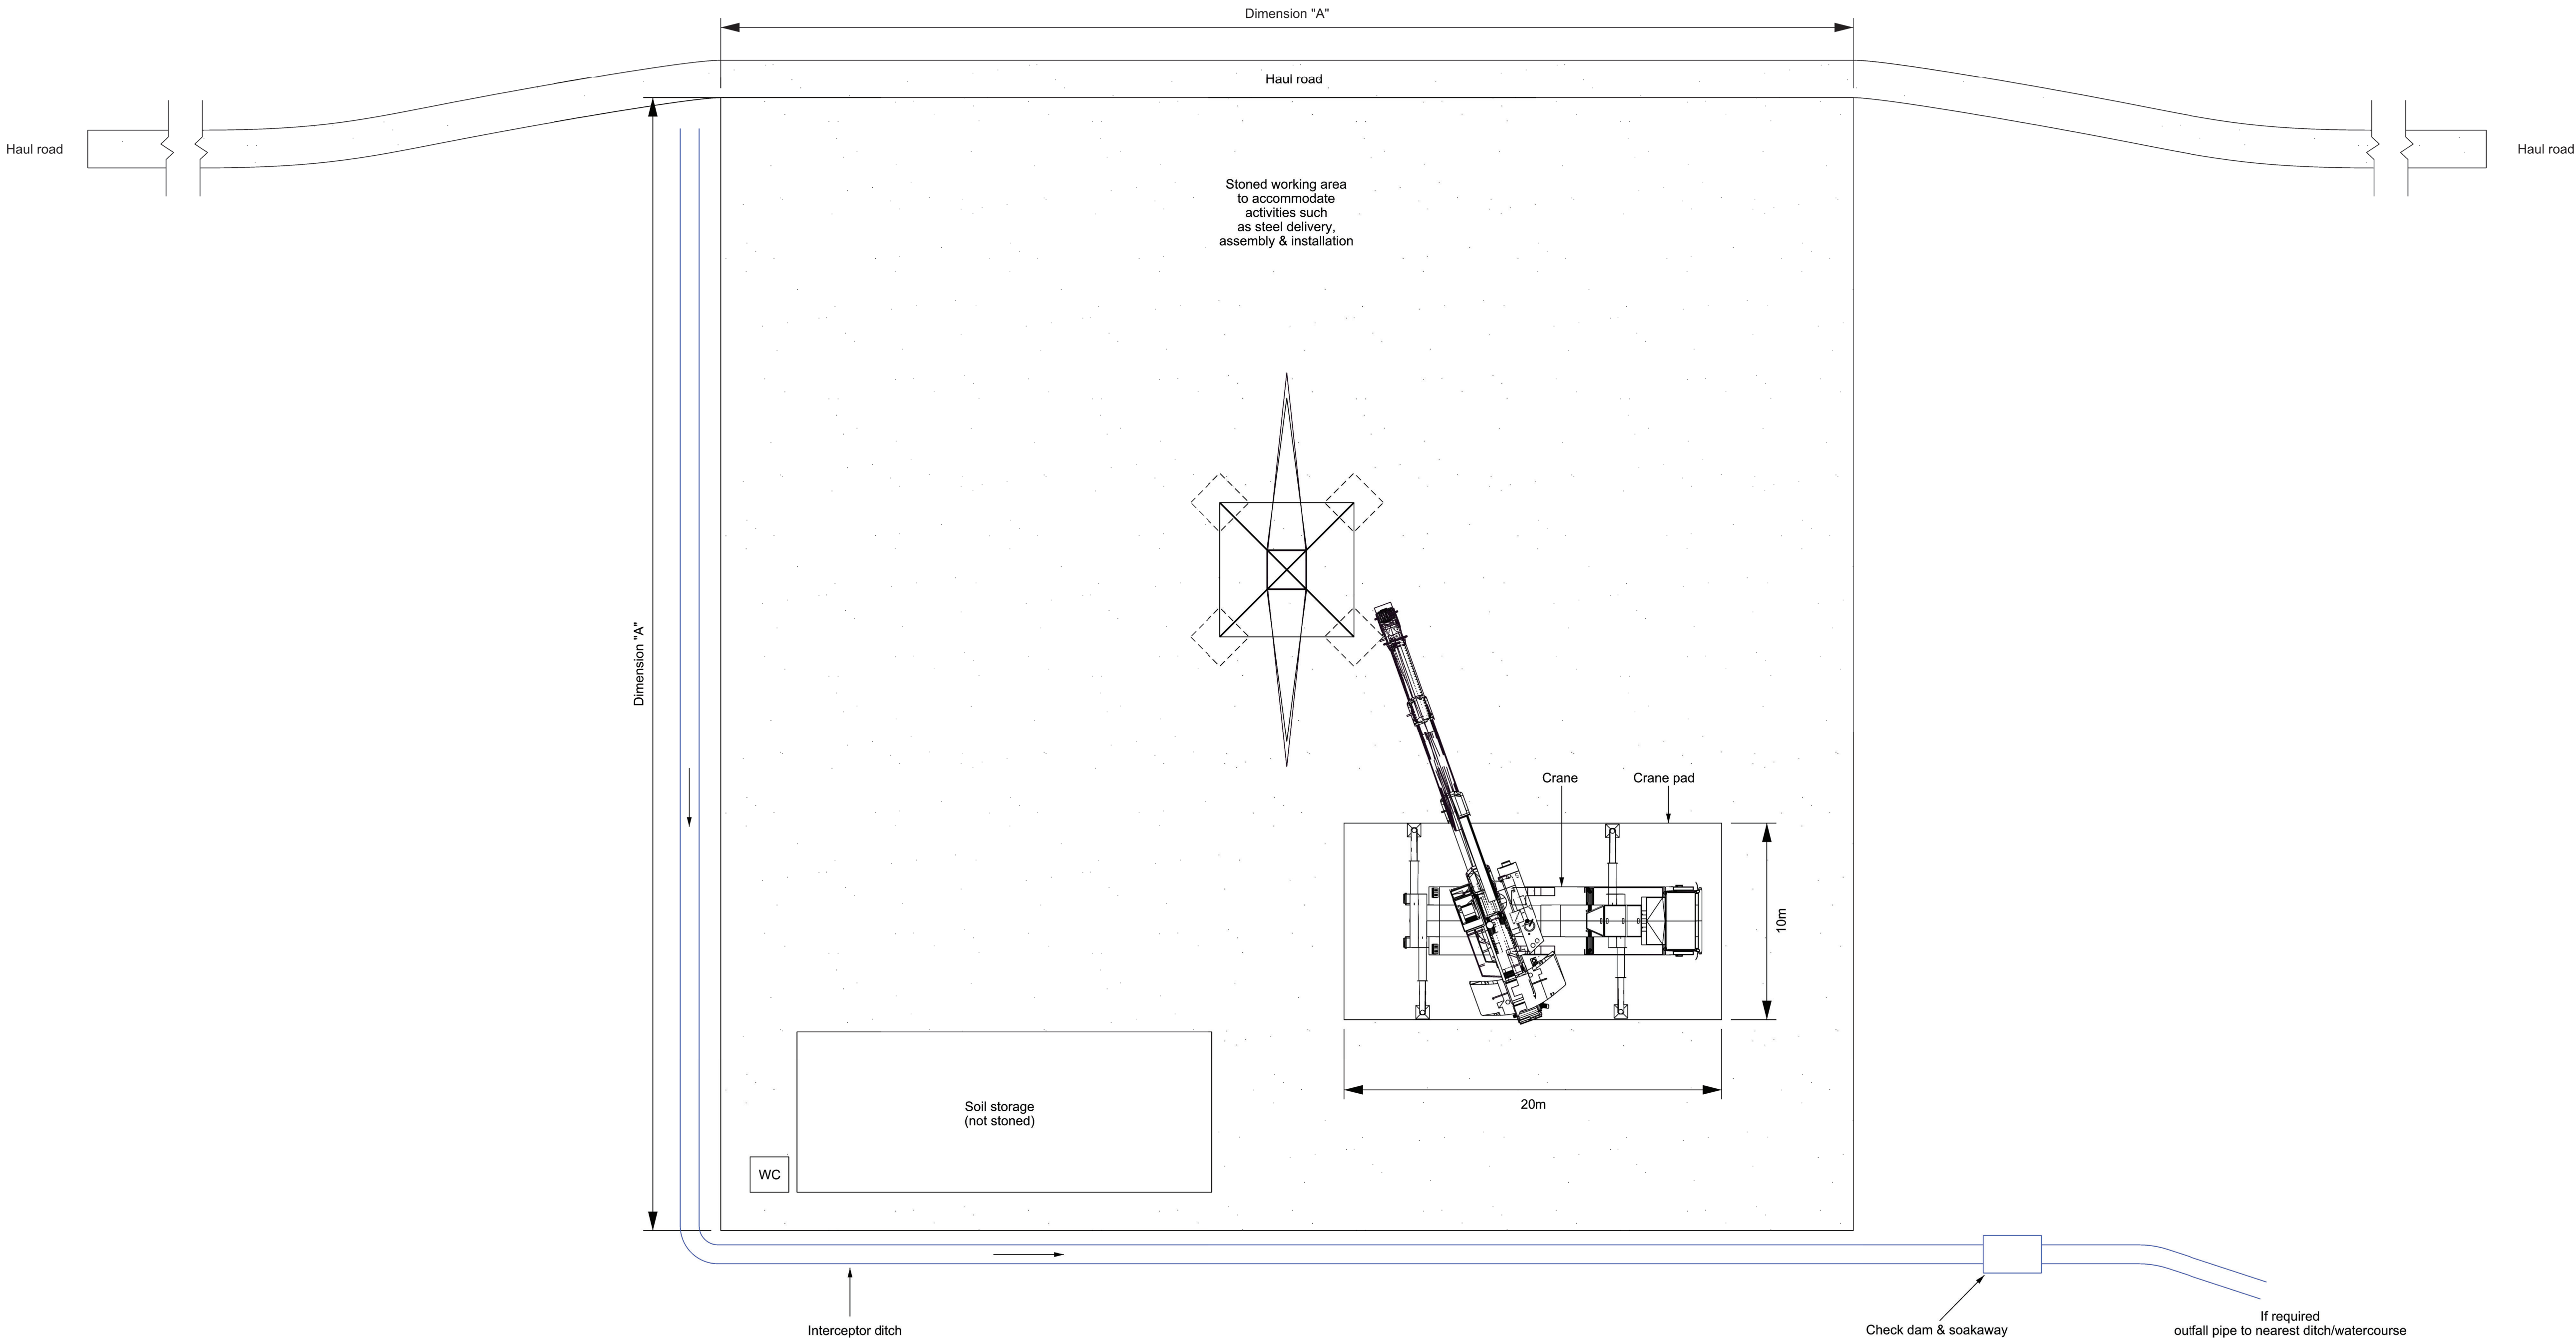 Dimension "A"
Haul road
Haul road
Haul road
Stoned working area
to accommodate
activities such
as steel delivery,
assembly & installation
Dimension "A"
Crane
Crane pad
10m
20m
Soil storage
(not stoned)
WC
Interceptor ditch
Check dam & soakaway
If required
outfall pipe to nearest ditch/watercourse